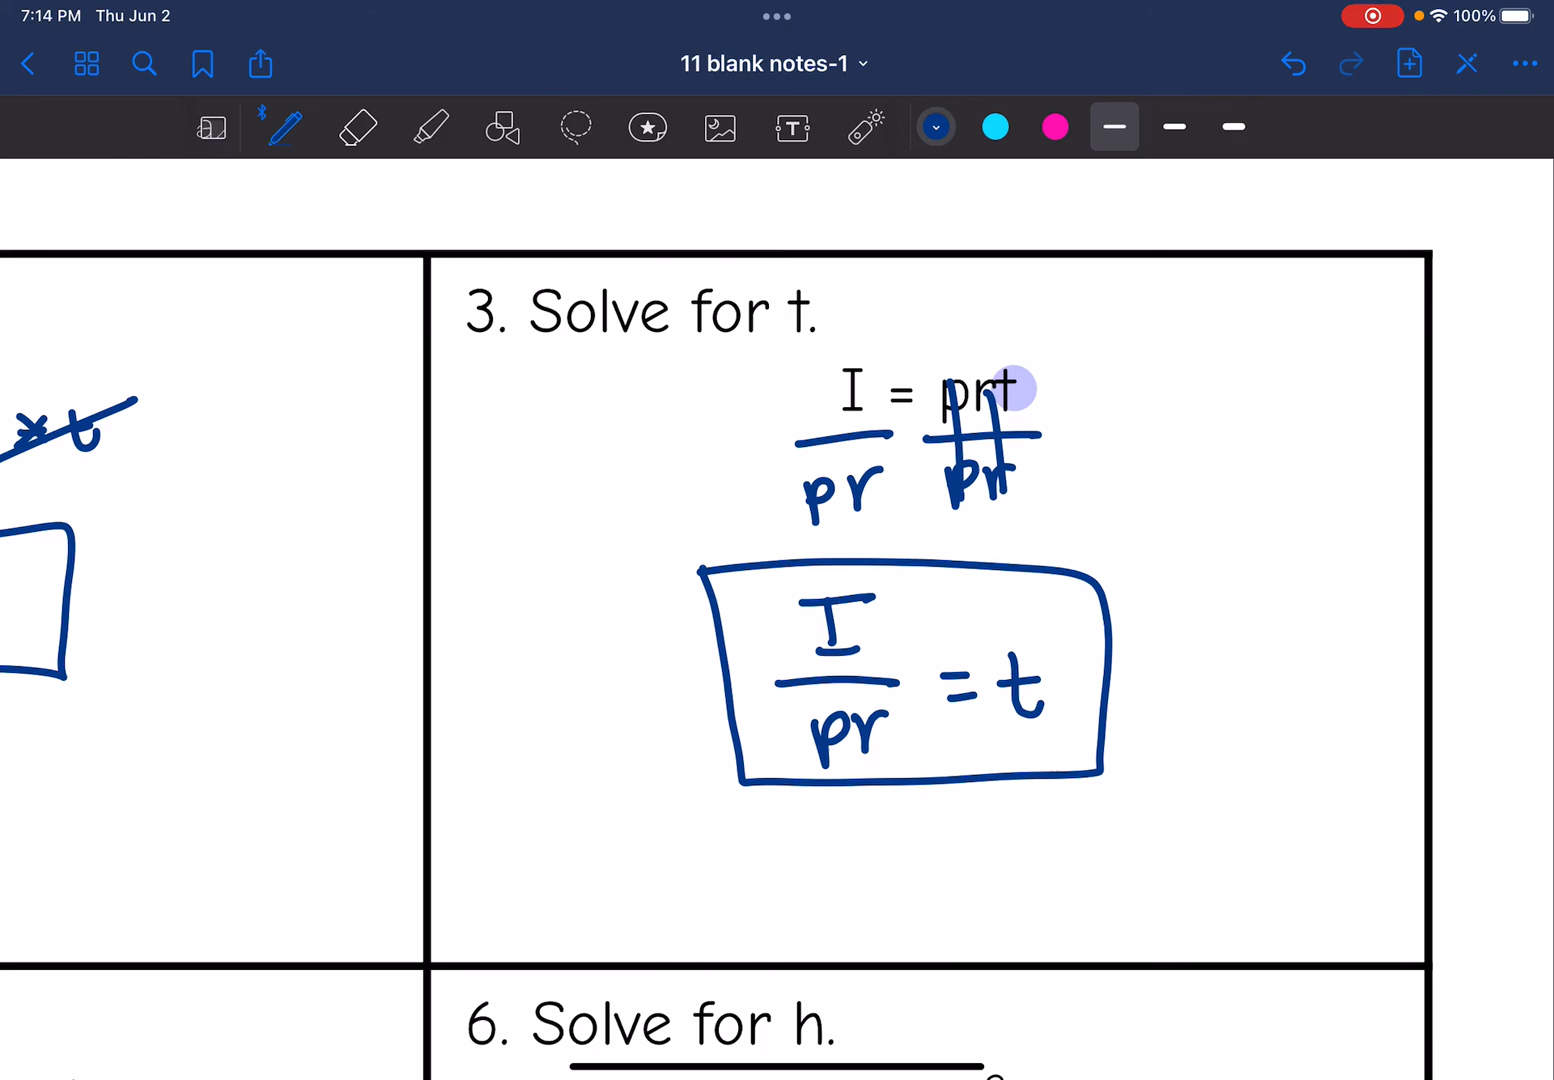 7:14 PM Thu Jun 2
100%
11 blank notes-1
T
3. Solve for t.
I = prt
pr pr
* t
I
pr
= t
6. Solve for h.